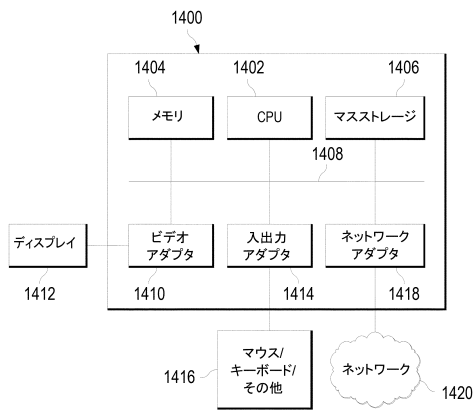 1400
1404
1402
1406
メモリ
CPU
マスストレージ
1408
ディスプレイ
ビデオ
アダプタ
入出力
アダプタ
ネットワーク
アダプタ
1412
1410
1414
1418
マウス/
キーボード/
その他
1416
ネットワーク
1420